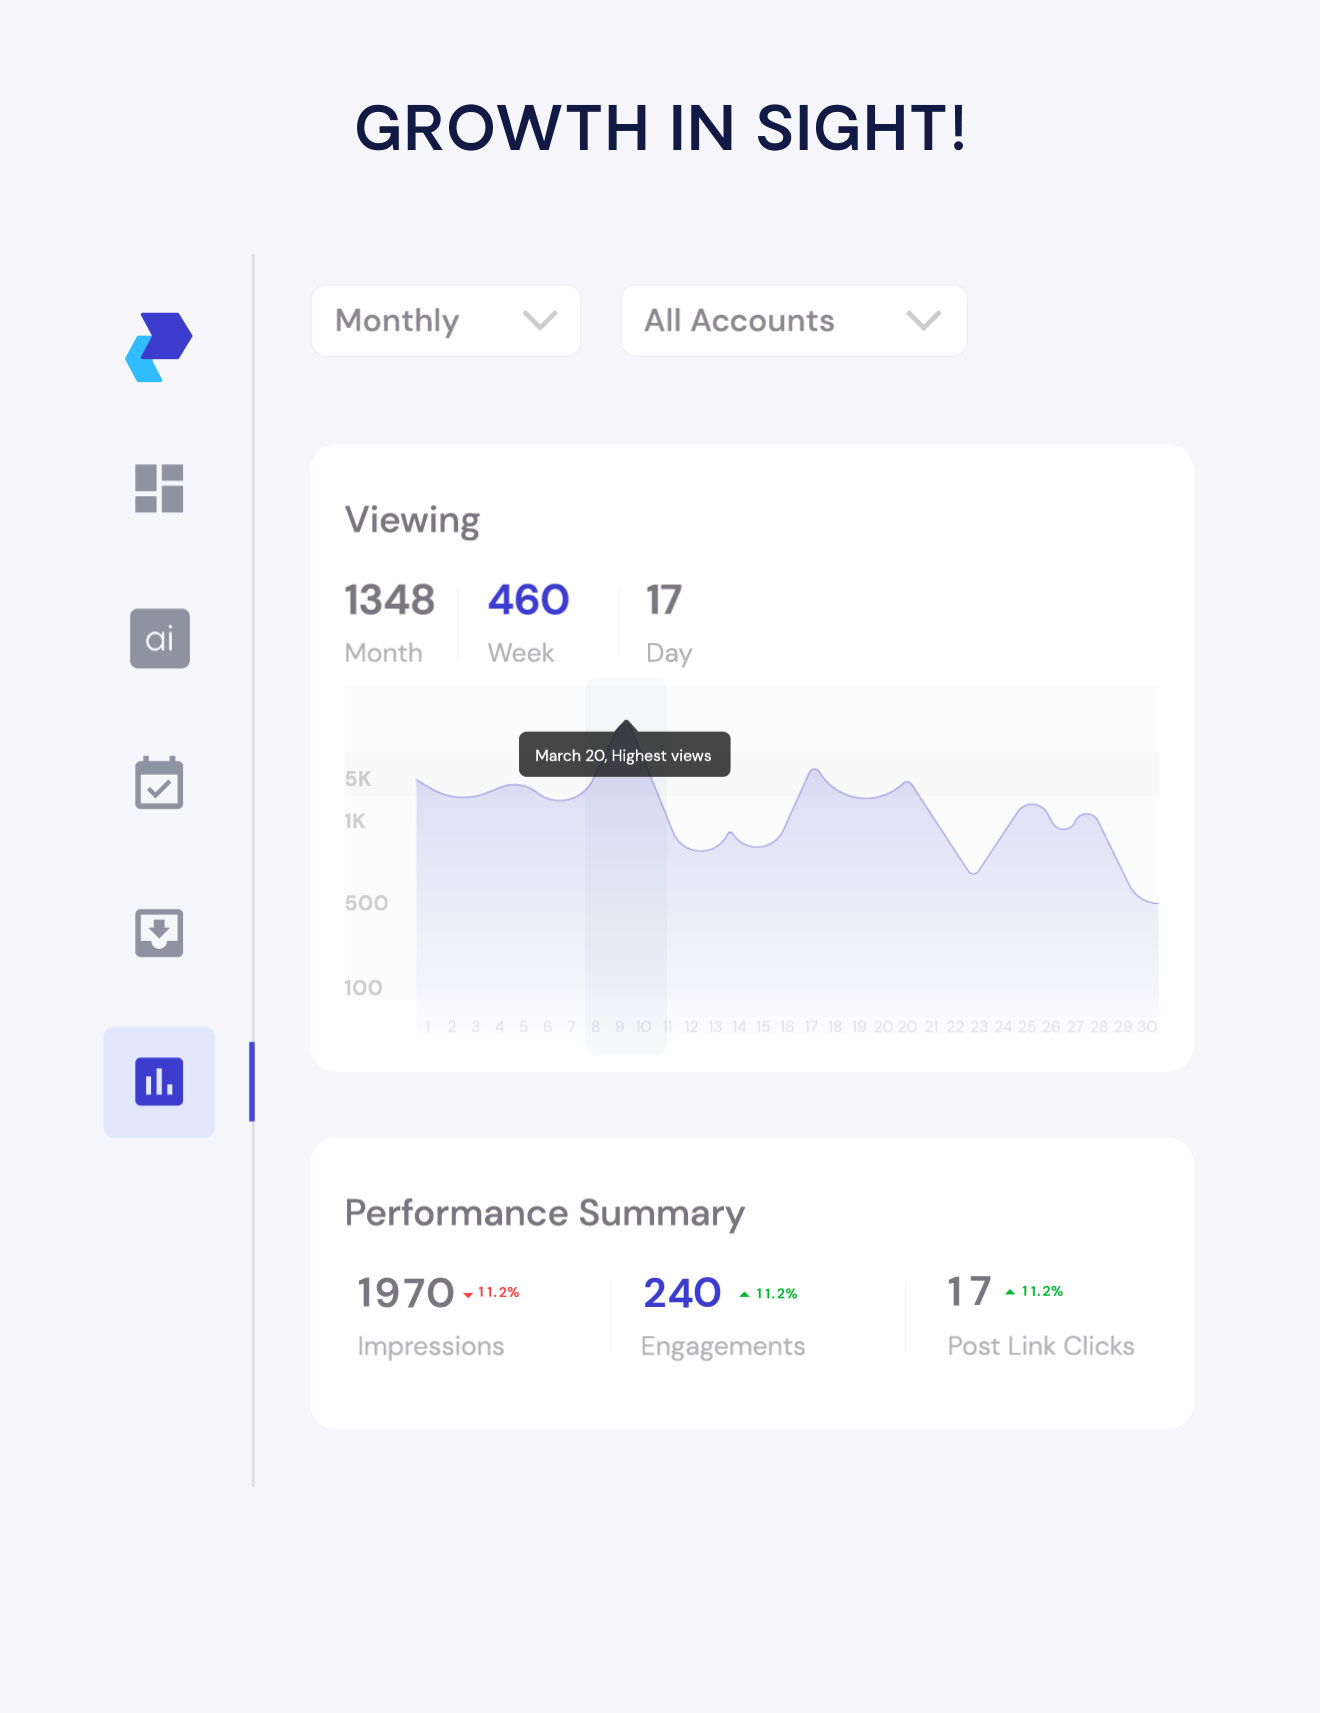 GROWTH IN SIGHT!
Monthly All Accounts
ai
Viewing
1348 460 17
Month Week Day
March 20, Highest views
5K
1K
500
100
1 2 3 4 5 6 7 8 9 10 11 12 13 14 15 16 17 18 19 20 20 21 22 23 24 25 26 27 28 29 30
Performance Summary
1970 11.2% 240 11.2% 17 11.2%
Impressions Engagements Post Link Clicks